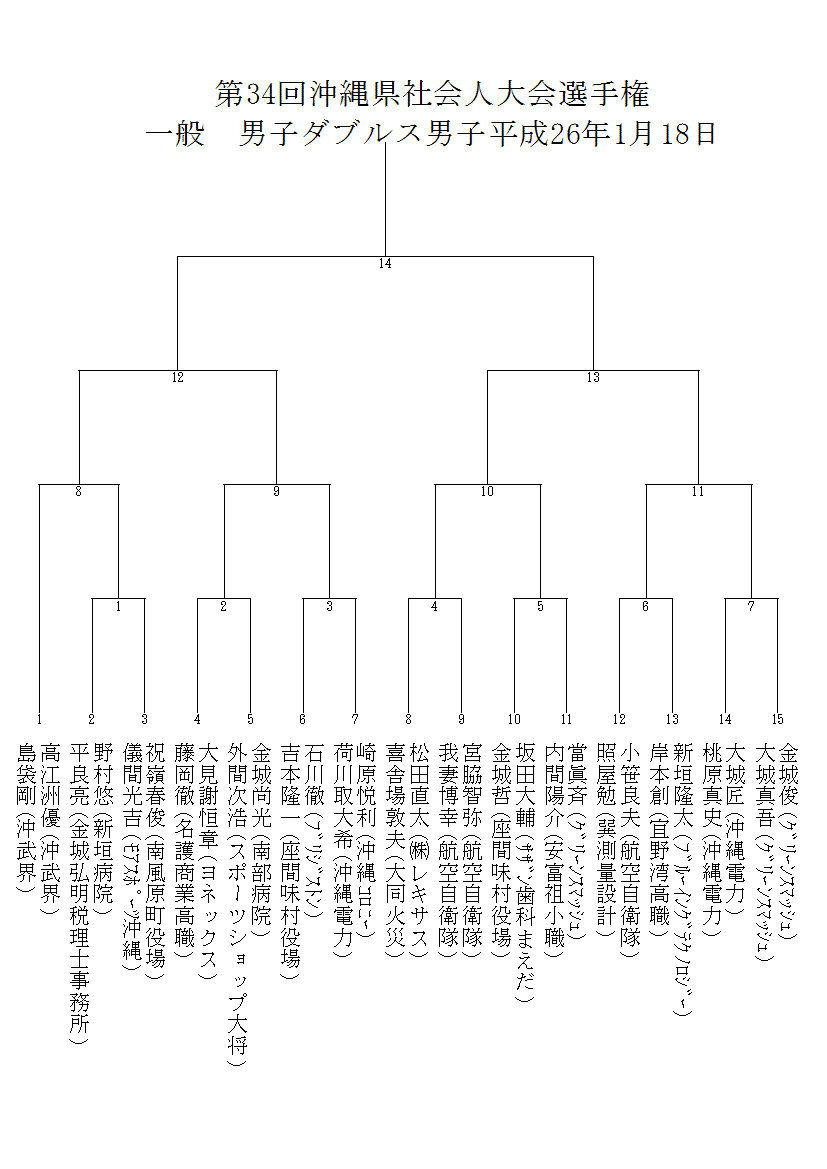 第34回沖縄県社会人大会選手権
一般　男子ダブルス男子平成26年1月18日
14
12
13
8
9
10
11
1
2
3
4
5
6
7
1
2
3
4
5
6
7
8
9
10
11
12
13
14
15
島袋剛(沖武界)
高江洲優(沖武界)
平良亮(金城弘明税理士事務所)
野村悠(新垣病院)
儀間光吉(ﾓｱｽﾎﾟｰﾂ沖縄)
祝嶺春俊(南風原町役場)
藤岡徹(名護商業高職)
大見謝恒章(ヨネックス)
外間次浩(スポーツショップ大将)
金城尚光(南部病院)
吉本隆一(座間味村役場)
石川徹(ﾌﾞﾘｼﾞｽﾄﾝ)
荷川取大希(沖縄電力)
崎原悦利(沖縄ｺﾛﾆｰ)
喜舎場敦夫(大同火災)
松田直太(㈱レキサス)
我妻博幸(航空自衛隊)
宮脇智弥(航空自衛隊)
金城哲(座間味村役場)
坂田大輔(ｻｻﾞﾝ歯科まえだ)
内間陽介(安富祖小職)
當眞斉(ｸﾞﾘｰﾝｽﾏｯｼｭ)
照屋勉(巽測量設計)
小笹良夫(航空自衛隊)
岸本創(宜野湾高職)
新垣隆太(ﾌﾞﾙｰｲﾝｸﾞﾃｸﾉﾛｼﾞｰ)
桃原真史(沖縄電力)
大城匠(沖縄電力)
大城真吾(ｸﾞﾘｰﾝｽﾏｯｼｭ)
金城俊(ｸﾞﾘｰﾝｽﾏｯｼｭ)